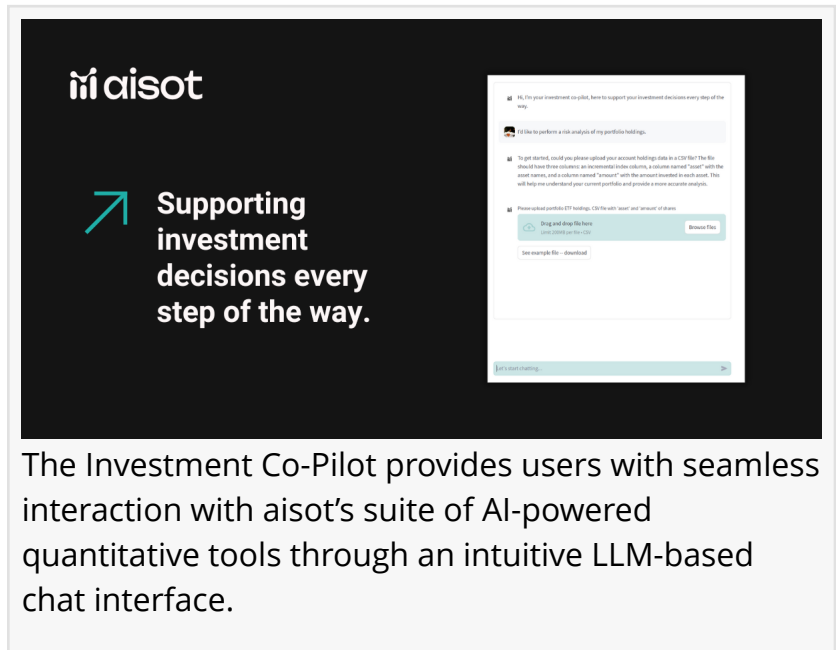 aisot
Supporting
investment
decisions every
step of the way.
Hi, I'm your investment co-pilot, here to support your investment decisions every step of the
way.
I'd like to perform a risk analysis of my portfolio holdings.
To get started, could you please upload your account holdings data in a CSV file? The file
should have three columns: an incremental index column, a column named "asset" with the
asset names, and a column named "amount" with the amount invested in each asset. This
will help me understand your current portfolio and provide a more accurate analysis.
Please upload portfolio ETF holdings. CSV file with 'asset' and 'amount' of shares
Drag and drop file here
Limit 200MB per file • CSV
Browse files
See example file – download
Let's start chatting...
The Investment Co-Pilot provides users with seamless
interaction with aisot’s suite of AI-powered
quantitative tools through an intuitive LLM-based
chat interface.